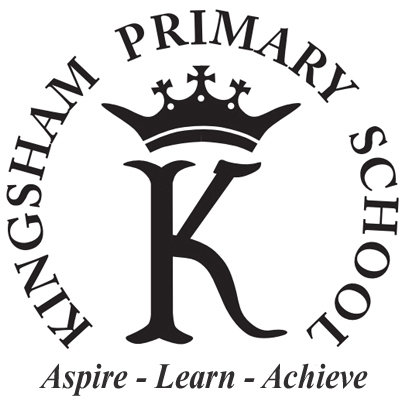 KINGSHAM PRIMARY SCHOOL
K
Aspire - Learn - Achieve